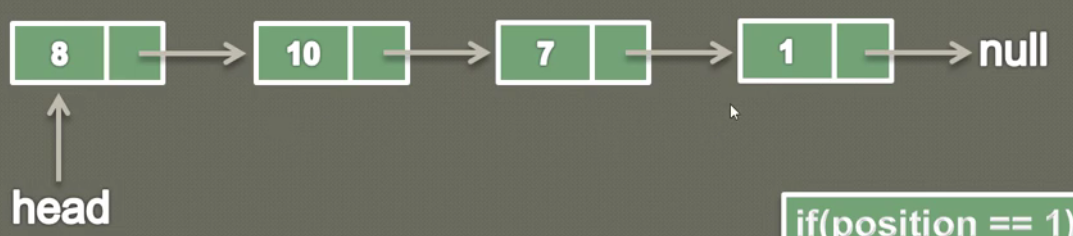 8 10 7 1 null
head
if(position == 1)